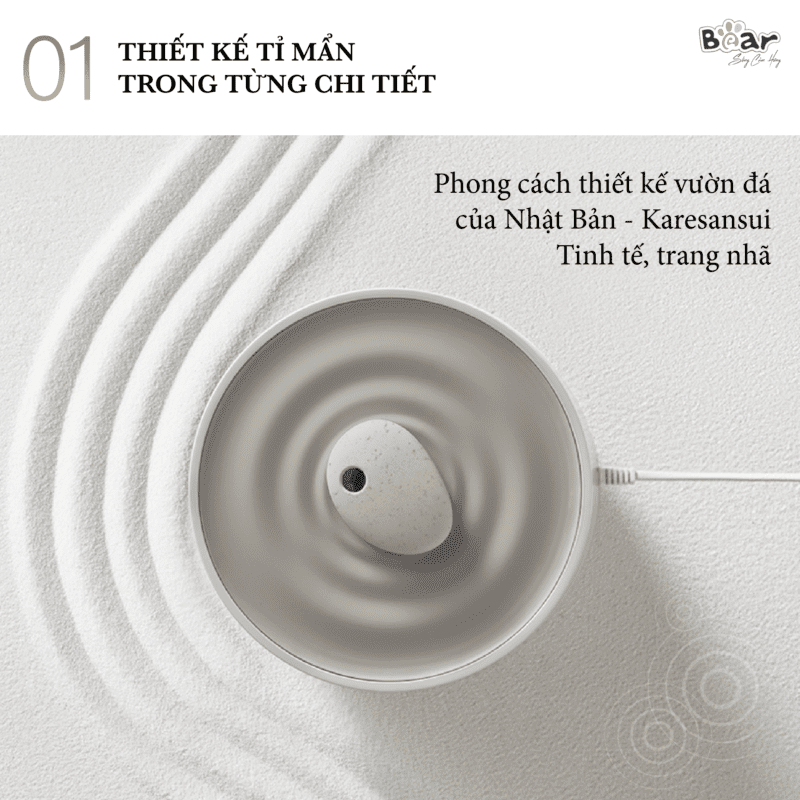 01
THIẾT KẾ TỈ MẨN
TRONG TỪNG CHI TIẾT
Bear
Phong cách thiết kế vườn đá
của Nhật Bản - Karesansui
Tinh tế, trang nhã